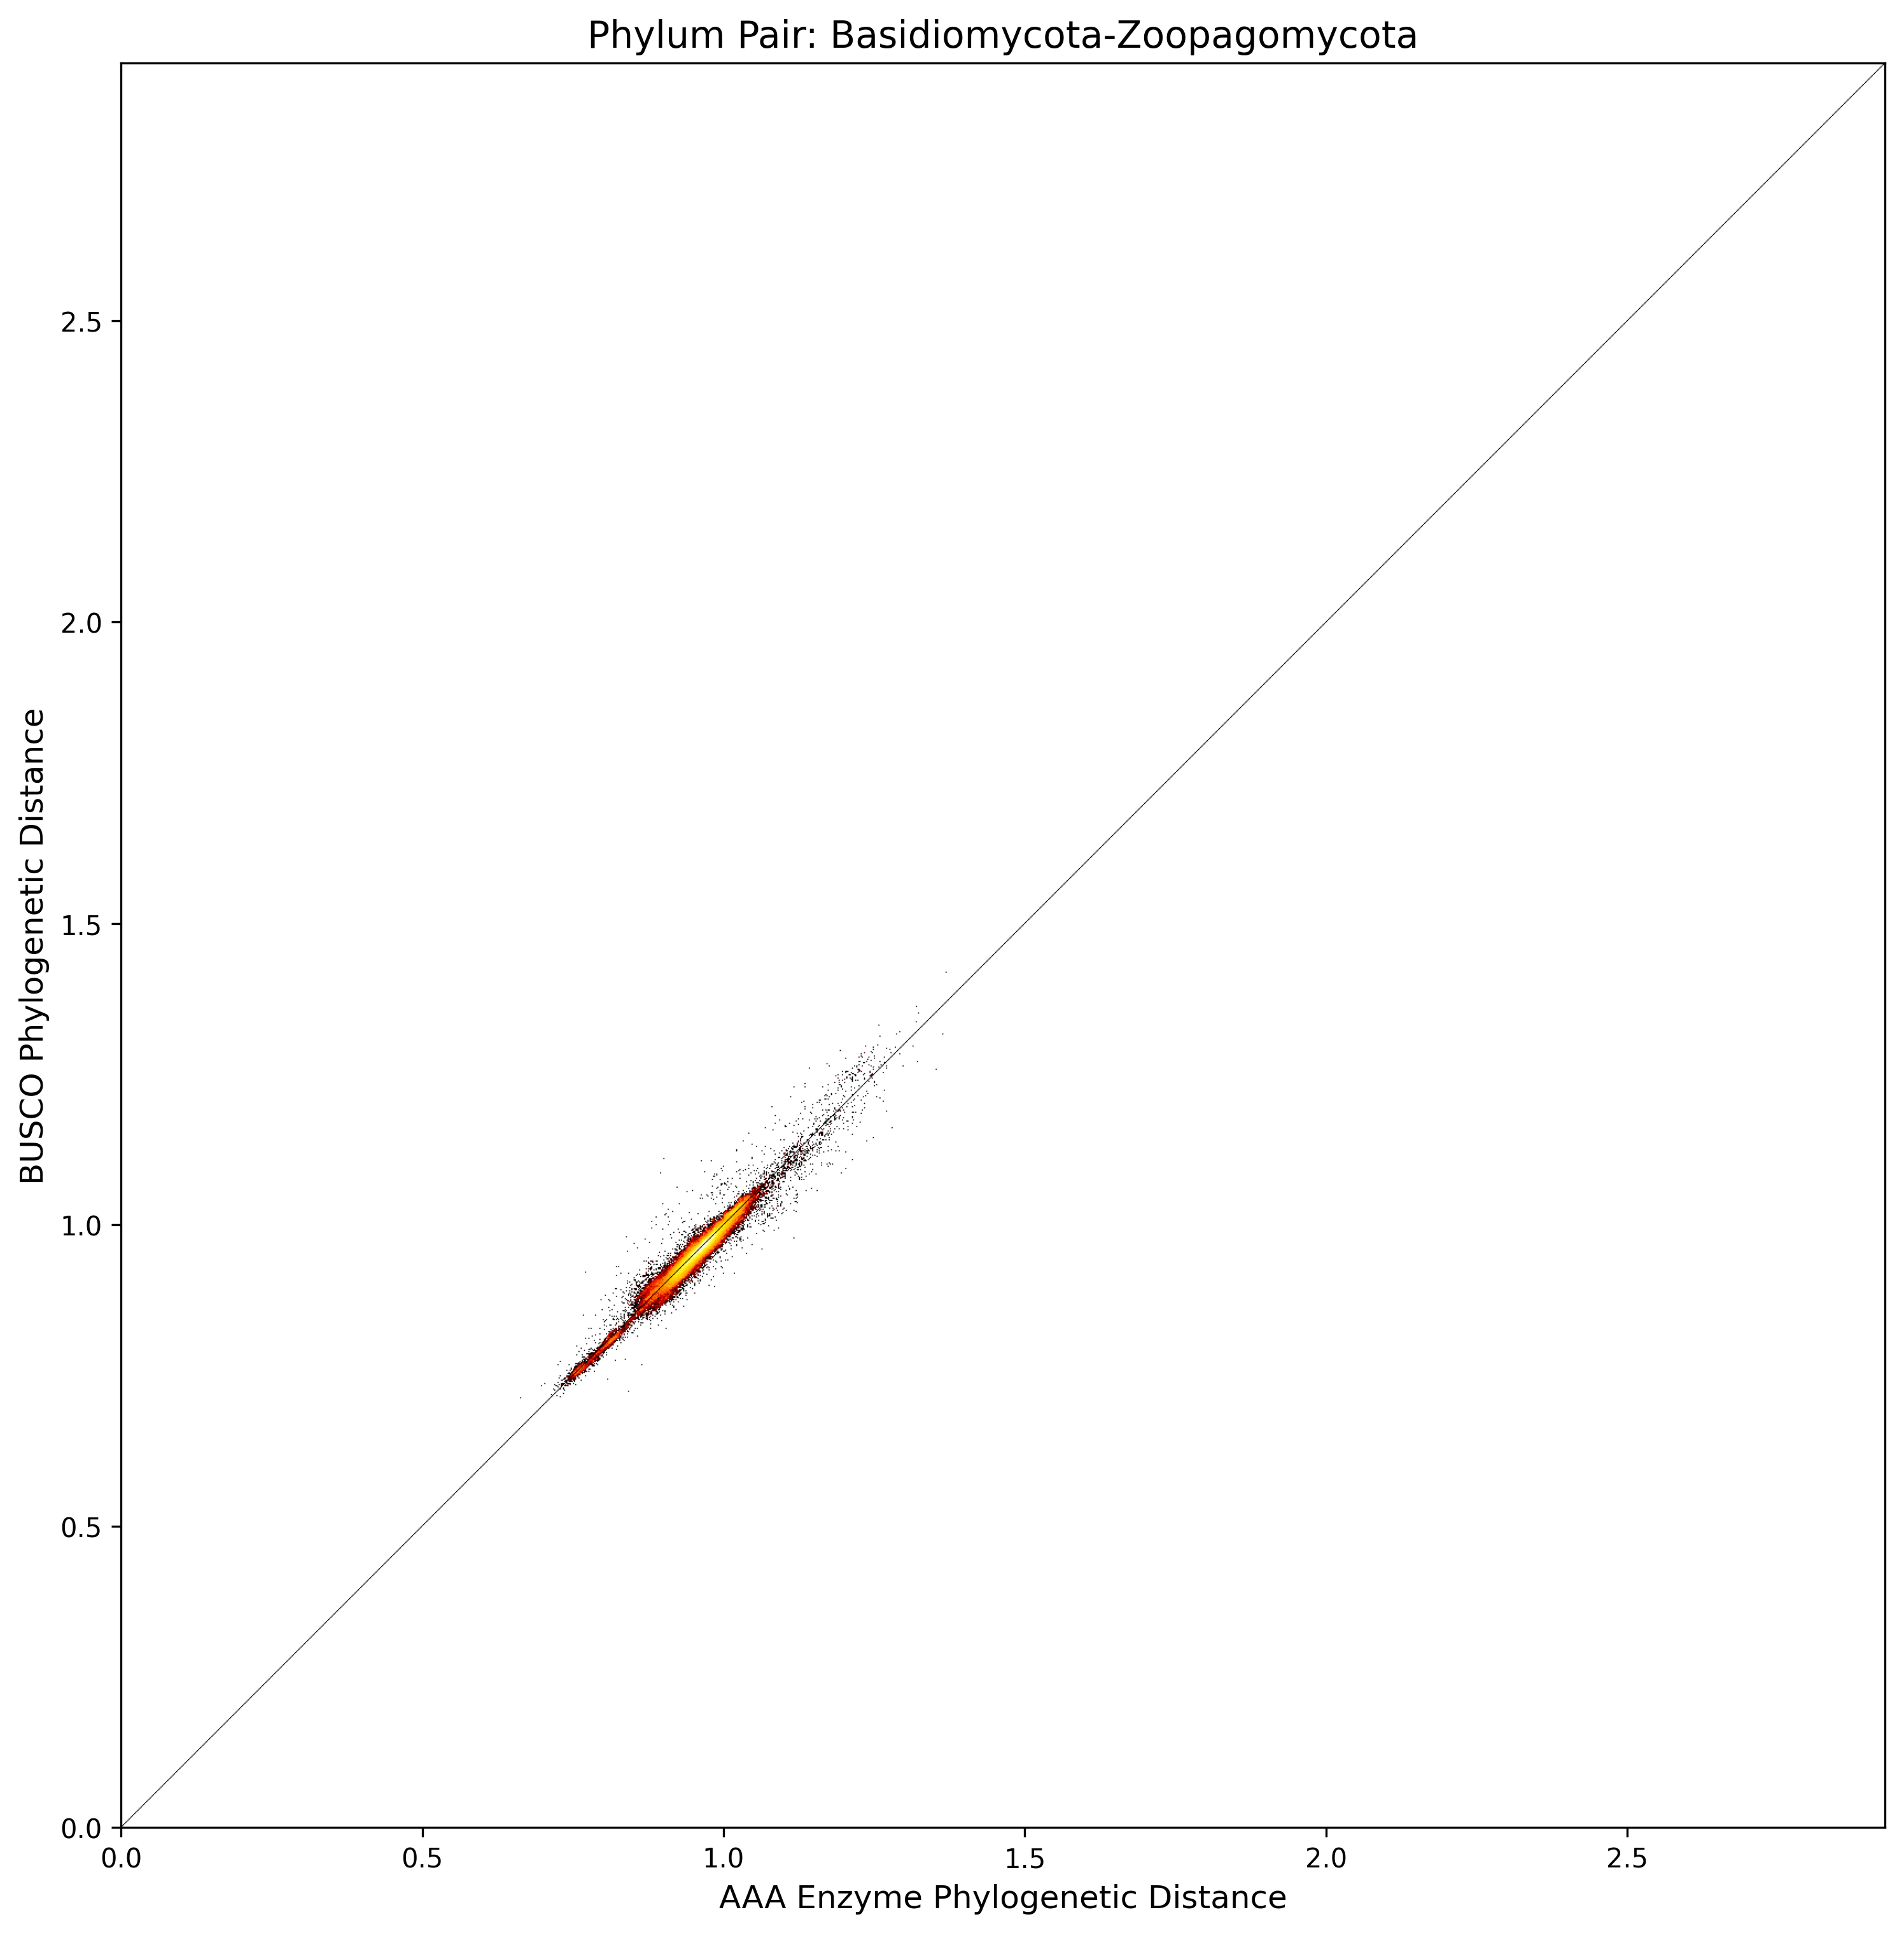 Phylum Pair: Basidiomycota-Zoopagomycota
BUSCO Phylogenetic Distance
2.5
2.0
1.5
1.0
0.5
0.0
0.0 0.5 1.0 1.5 2.0 2.5
AAA Enzyme Phylogenetic Distance